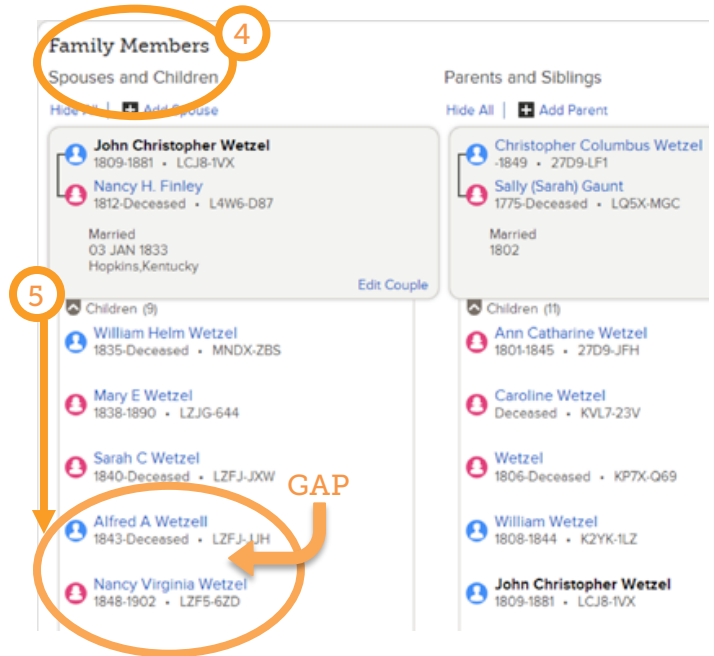 4
Family Members
Spouses and Children
Hide All | Add Spouse
John Christopher Wetzel
1809-1881 • LCJ8-1VX
Nancy H. Finley
1812-Deceased • L4W6-D87
Married
03 JAN 1833
Hopkins,Kentucky
Edit Couple
5
Children (9)
William Helm Wetzel
1835-Deceased • MNDX-ZBS
Mary E Wetzel
1838-1890 • LZJG-644
Sarah C Wetzel
1840-Deceased • LZFJ-JXW
GAP
Alfred A Wetzell
1843-Deceased • LZFJ-JJH
Nancy Virginia Wetzel
1848-1902 • LZF5-6ZD
Parents and Siblings
Hide All | Add Parent
Christopher Columbus Wetzel
-1849 • 27D9-LF1
Sally (Sarah) Gaunt
1775-Deceased • LQ5X-MGC
Married
1802
Children (11)
Ann Catharine Wetzel
1801-1845 • 27D9-JFH
Caroline Wetzel
Deceased • KVL7-23V
Wetzel
1806-Deceased • KP7X-Q69
William Wetzel
1808-1844 • K2YK-1LZ
John Christopher Wetzel
1809-1881 • LCJ8-1VX